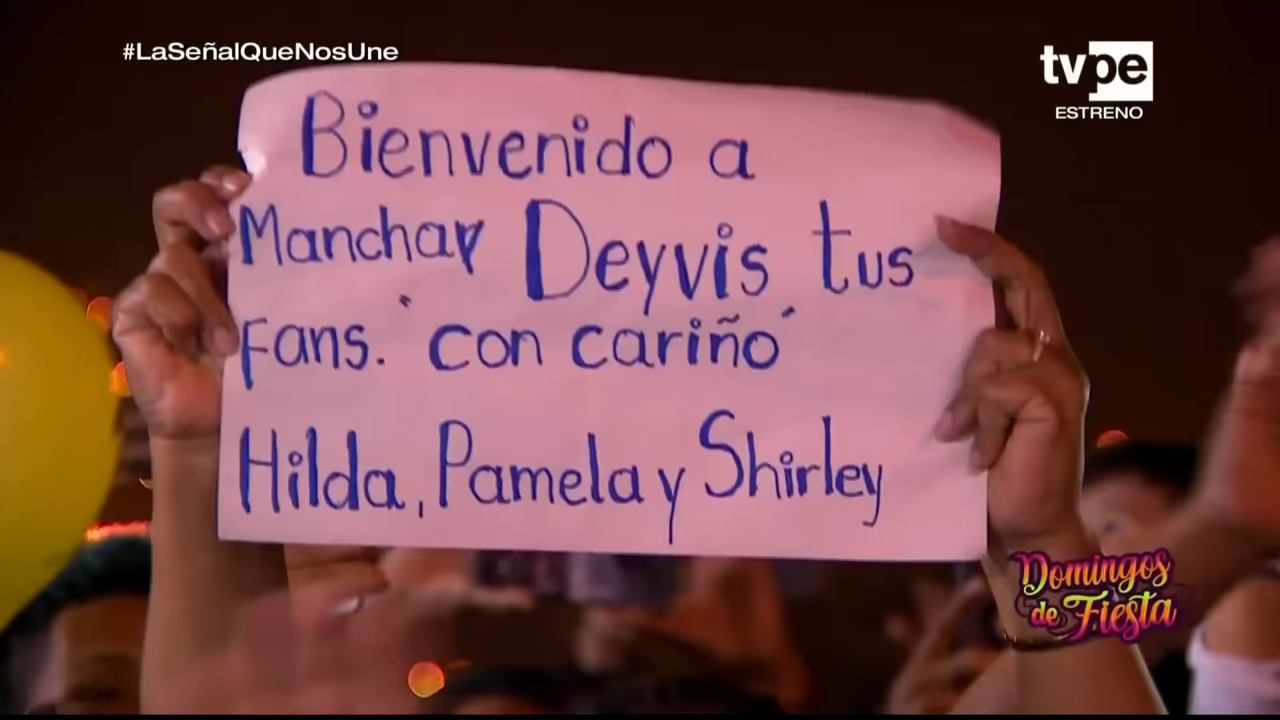 #LaSeñalQueNosUne
tvpe
ESTRENO
Bienvenido a
Manchay Deyvis tus
Fans. "con cariño"
Hilda, Pamela y Shirley
Domingos
de Fiesta